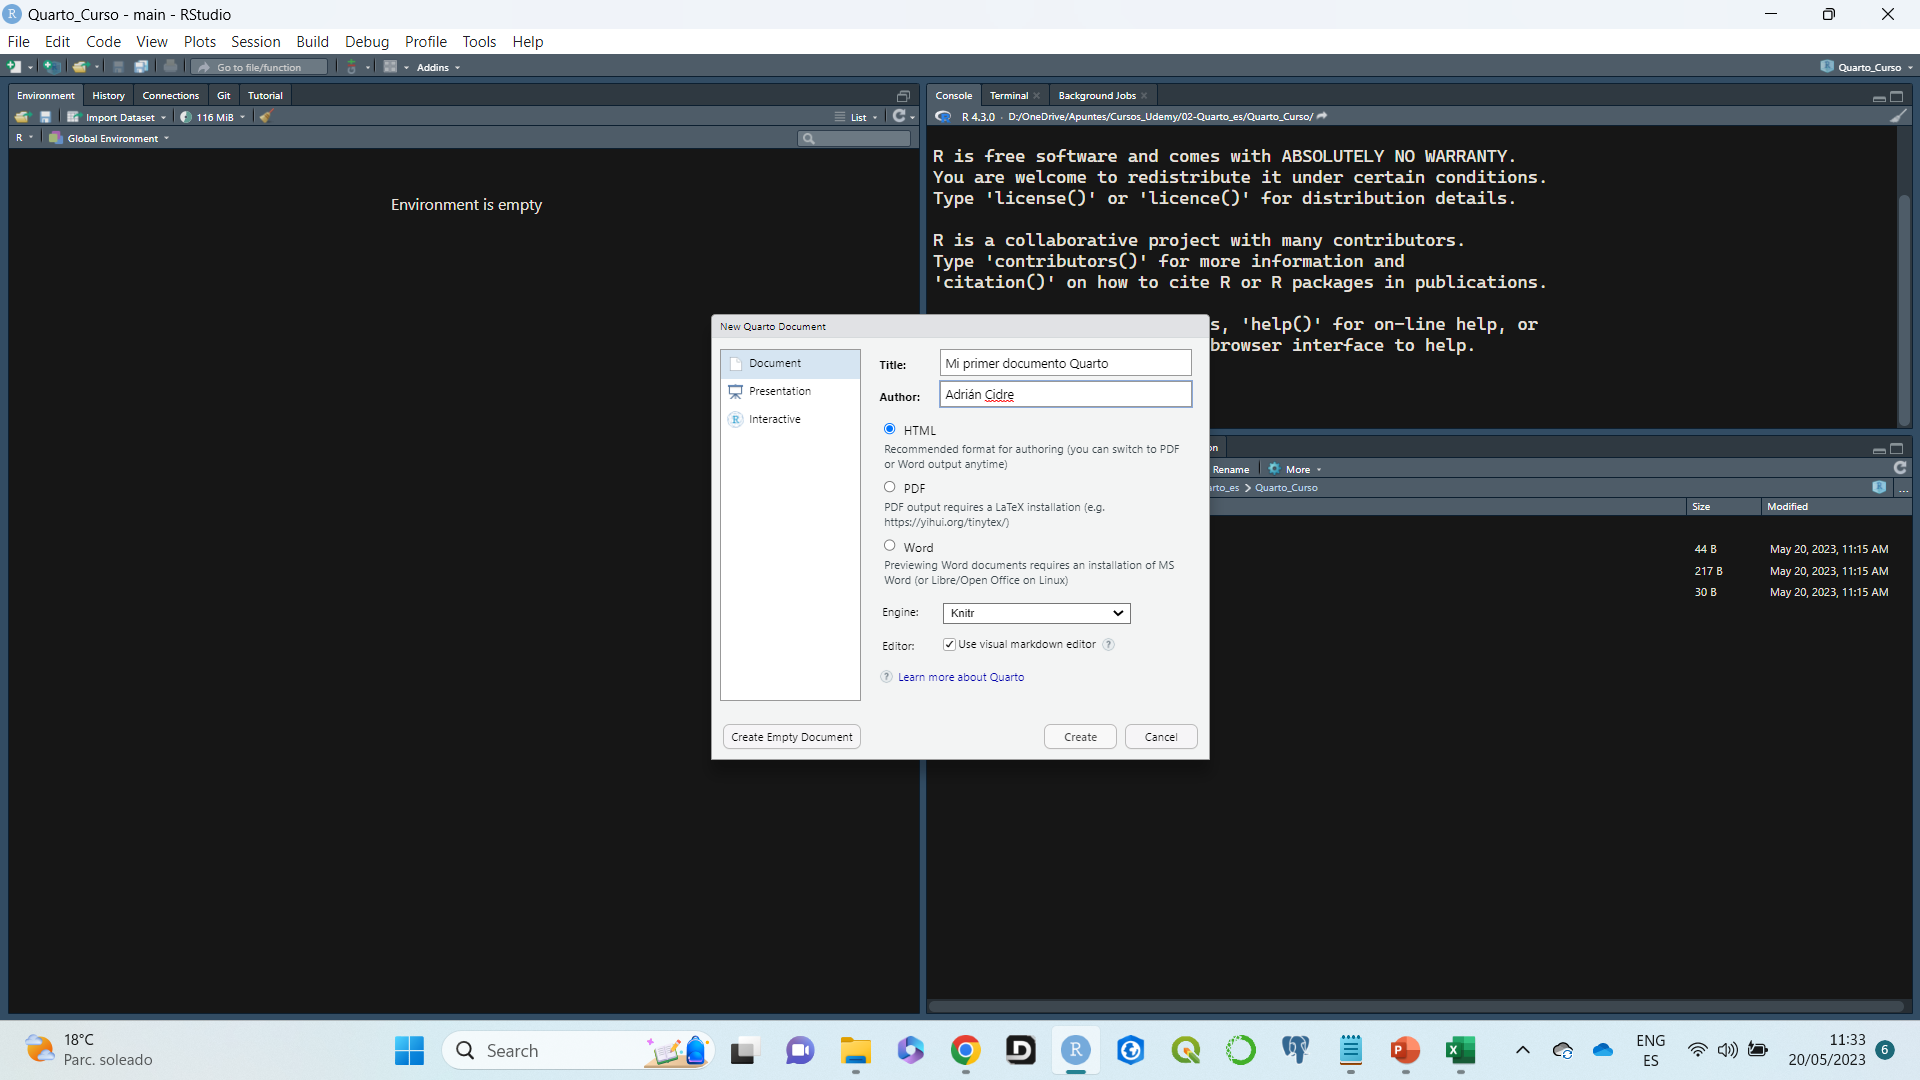 Quarto_Curso - main - RStudio
File Edit Code View Plots Session Build Debug Profile Tools Help
Go to file/function Addins Quarto_Curso
Environment History Connections Git Tutorial
Import Dataset 116 MiB List
R Global Environment
Environment is empty
Console Terminal Background Jobs
R 4.3.0 · D:/OneDrive/Apuntes/Cursos_Udemy/02-Quarto_es/Quarto_Curso/
R is free software and comes with ABSOLUTELY NO WARRANTY.
You are welcome to redistribute it under certain conditions.
Type 'license()' or 'licence()' for distribution details.
R is a collaborative project with many contributors.
Type 'contributors()' for more information and
'citation()' on how to cite R or R packages in publications.
s, 'help()' for on-line help, or
browser interface to help.
New Quarto Document
Document
Presentation
Interactive
Title: Mi primer documento Quarto
Author: Adrián Cidre
HTML
Recommended format for authoring (you can switch to PDF
or Word output anytime)
PDF
PDF output requires a LaTeX installation (e.g.
https://yihui.org/tinytex/)
Word
Previewing Word documents requires an installation of MS
Word (or Libre/Open Office on Linux)
Engine: Knitr
Editor: Use visual markdown editor ?
? Learn more about Quarto
Create Empty Document Create Cancel
on
Rename More
arto_es > Quarto_Curso ...
Size Modified
44 B May 20, 2023, 11:15 AM
217 B May 20, 2023, 11:15 AM
30 B May 20, 2023, 11:15 AM
18°C
Parc. soleado
Search
ENG
ES
11:33
20/05/2023
6